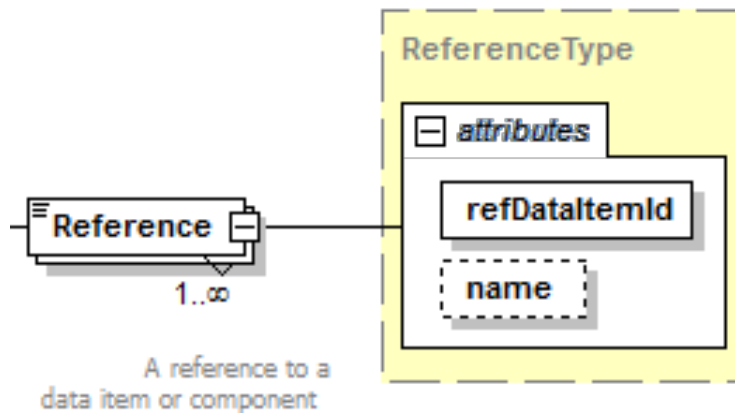 ReferenceType
attributes
refDataItemId
Reference
name
1..∞
A reference to a
data item or component